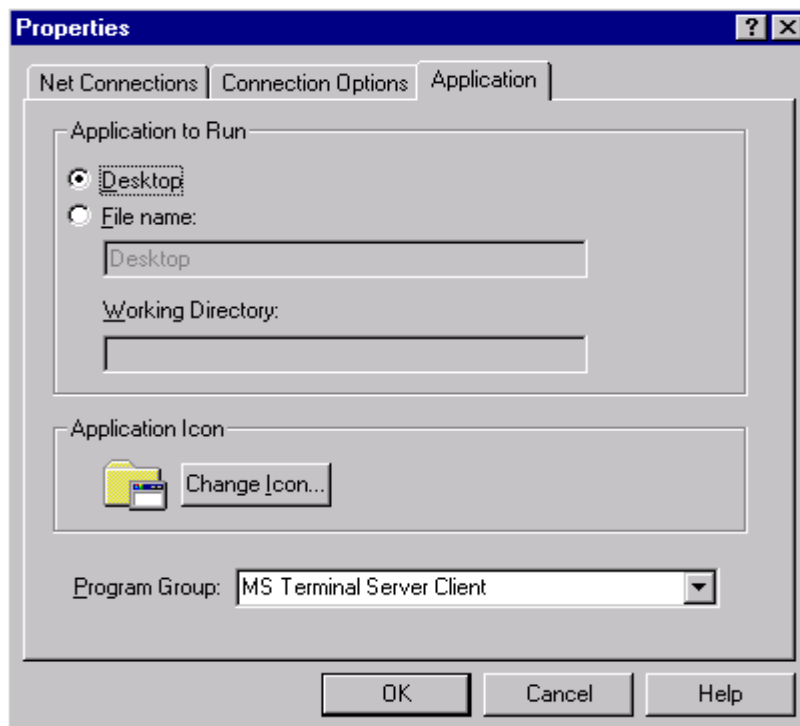 Properties
Net Connections Connection Options Application
Application to Run
Desktop
File name:
Desktop
Working Directory:
Application Icon
Change Icon...
Program Group: MS Terminal Server Client
OK Cancel Help